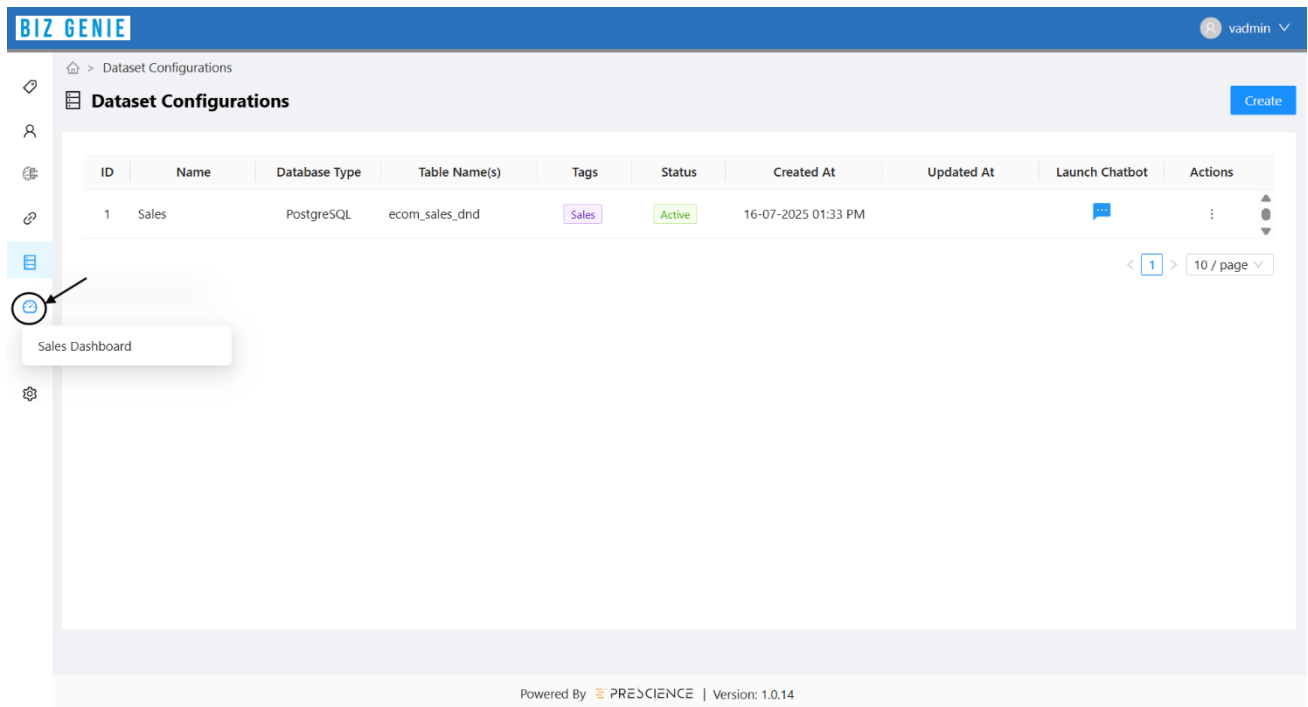 BIZ GENIE
vadmin
> Dataset Configurations
Dataset Configurations
Create
ID Name Database Type Table Name(s) Tags Status Created At Updated At Launch Chatbot Actions
1 Sales PostgreSQL ecom_sales_dnd Sales Active 16-07-2025 01:33 PM
< 1 > 10 / page
Sales Dashboard
Powered By PRESCIENCE | Version: 1.0.14